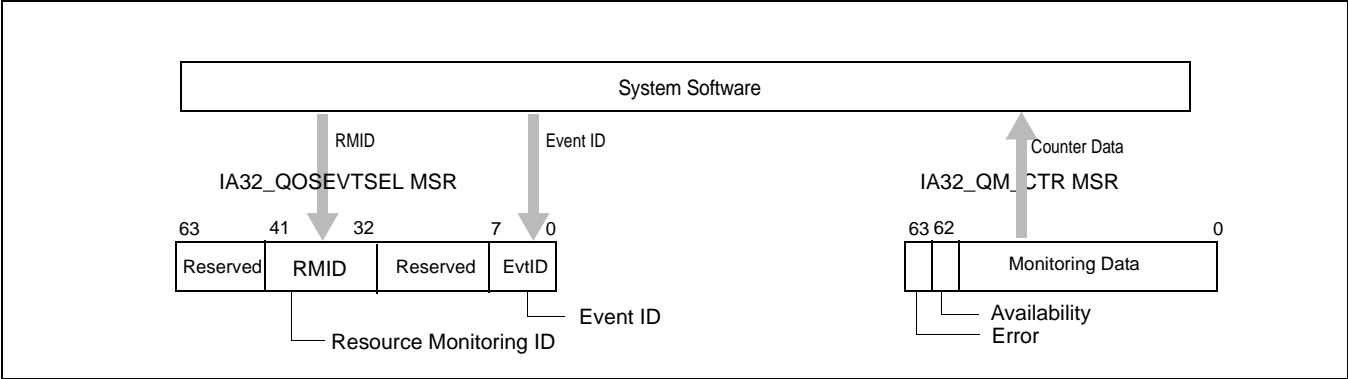 System Software
RMID
Event ID
Counter Data
IA32_QOSEVTSEL MSR
IA32_QM_CTR MSR
63 41 32 7 0
63 62 0
Reserved RMID Reserved EvtID
Monitoring Data
Event ID
Resource Monitoring ID
Availability
Error